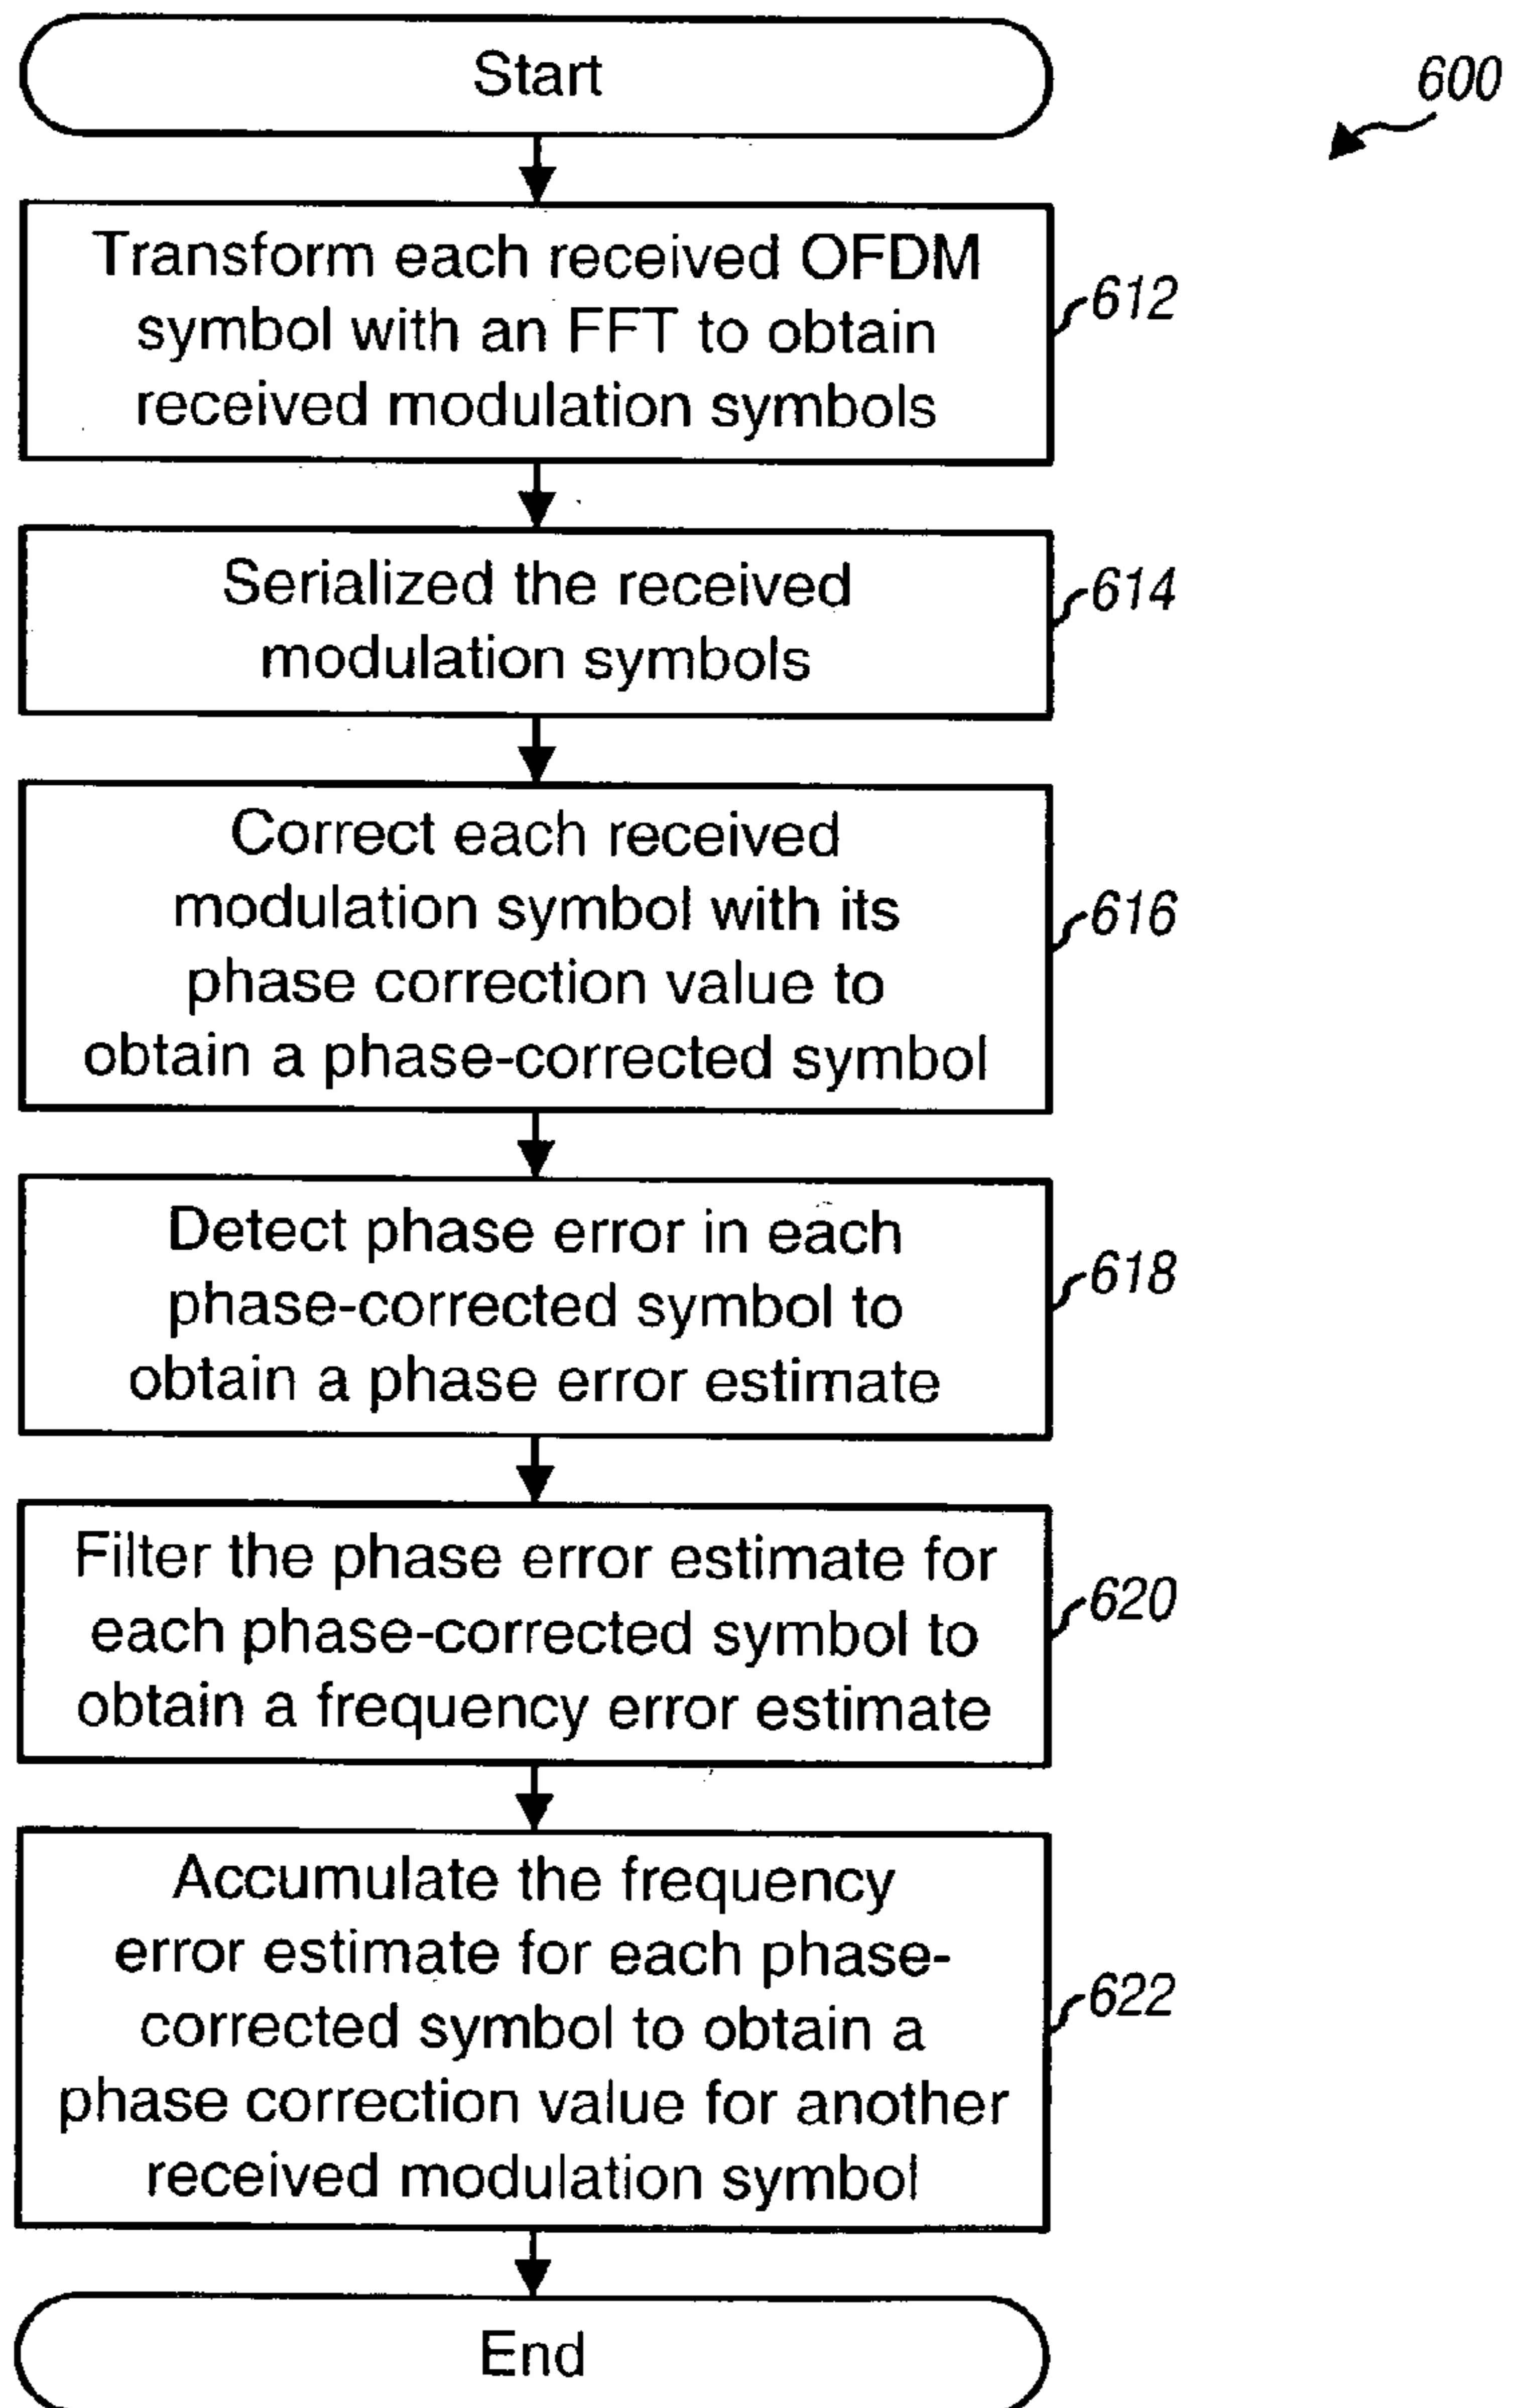 Start
600
Transform each received OFDM
symbol with an FFT to obtain
received modulation symbols
612
Serialized the received
modulation symbols
614
Correct each received
modulation symbol with its
phase correction value to
obtain a phase-corrected symbol
616
Detect phase error in each
phase-corrected symbol to
obtain a phase error estimate
618
Filter the phase error estimate for
each phase-corrected symbol to
obtain a frequency error estimate
620
Accumulate the frequency
error estimate for each phase-
corrected symbol to obtain a
phase correction value for another
received modulation symbol
622
End